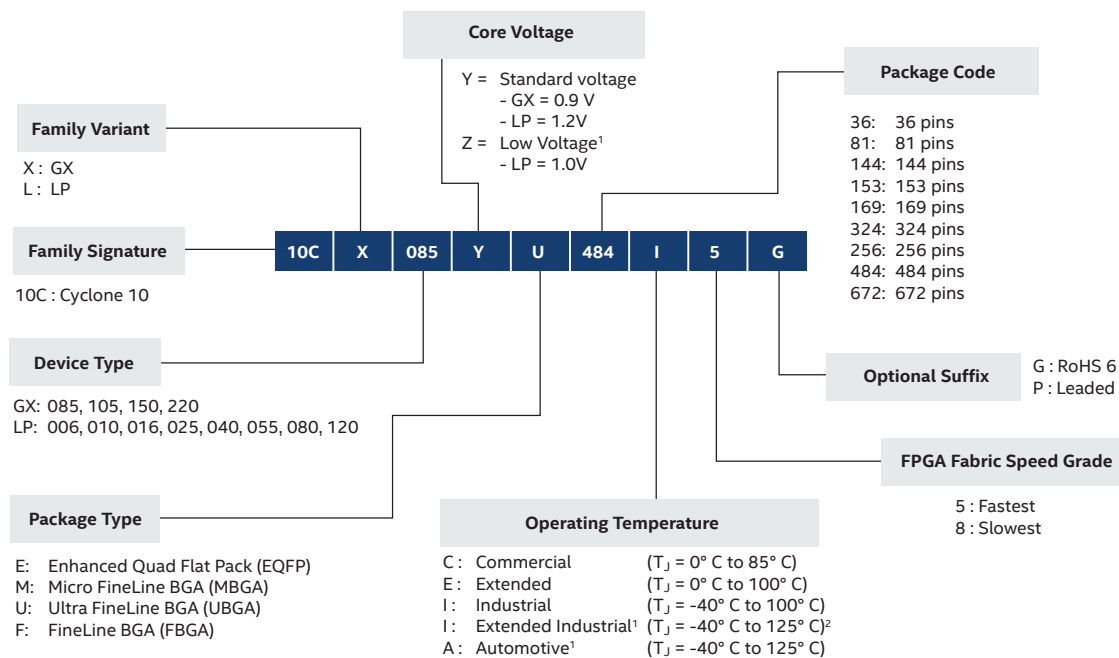 Core Voltage
Y = Standard voltage
- GX = 0.9 V
- LP = 1.2V
Z = Low Voltage¹
- LP = 1.0V
Package Code
36: 36 pins
81: 81 pins
144: 144 pins
153: 153 pins
169: 169 pins
324: 324 pins
256: 256 pins
484: 484 pins
672: 672 pins
Family Variant
X : GX
L : LP
Family Signature
10C : Cyclone 10
10C X 085 Y U 484 I 5 G
Device Type
GX: 085, 105, 150, 220
LP: 006, 010, 016, 025, 040, 055, 080, 120
Optional Suffix
G : RoHS 6
P : Leaded
FPGA Fabric Speed Grade
5 : Fastest
8 : Slowest
Package Type
E: Enhanced Quad Flat Pack (EQFP)
M: Micro FineLine BGA (MBGA)
U: Ultra FineLine BGA (UBGA)
F: FineLine BGA (FBGA)
Operating Temperature
C : Commercial (TJ = 0° C to 85° C)
E : Extended (TJ = 0° C to 100° C)
I : Industrial (TJ = -40° C to 100° C)
I : Extended Industrial¹ (TJ = -40° C to 125° C)²
A : Automotive¹ (TJ = -40° C to 125° C)